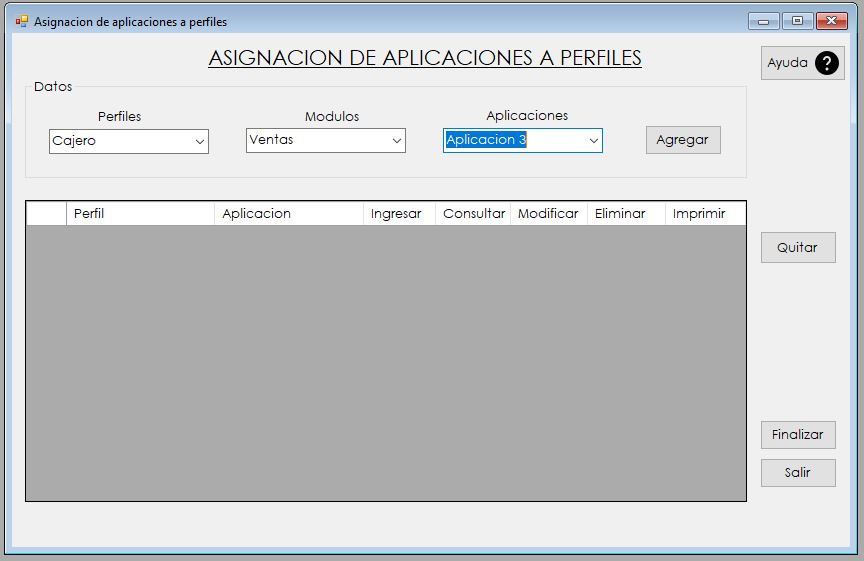 Asignacion de aplicaciones a perfiles
ASIGNACION DE APLICACIONES A PERFILES
Ayuda ?
Datos
Perfiles Modulos Aplicaciones
Cajero Ventas Aplicacion 3 Agregar
Perfil Aplicacion Ingresar Consultar Modificar Eliminar Imprimir
Quitar
Finalizar
Salir